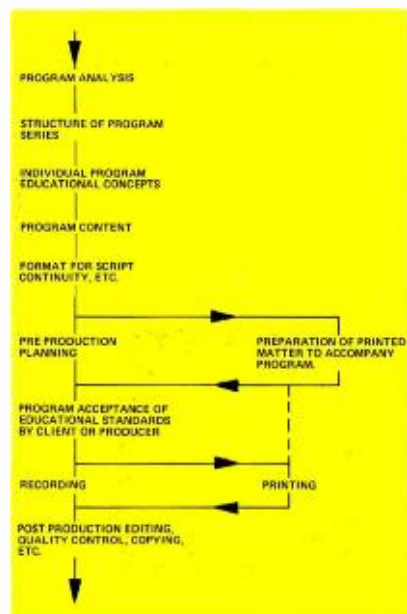 PROGRAM ANALYSIS
STRUCTURE OF PROGRAM
SERIES
INDIVIDUAL PROGRAM
EDUCATIONAL CONCEPTS
PROGRAM CONTENT
FORMAT FOR SCRIPT
CONTINUITY, ETC.
PRE PRODUCTION
PLANNING
PREPARATION OF PRINTED
MATTER TO ACCOMPANY
PROGRAM.
PROGRAM ACCEPTANCE OF
EDUCATIONAL STANDARDS
BY CLIENT OR PRODUCER
RECORDING
PRINTING
POST PRODUCTION EDITING,
QUALITY CONTROL, COPYING,
ETC.